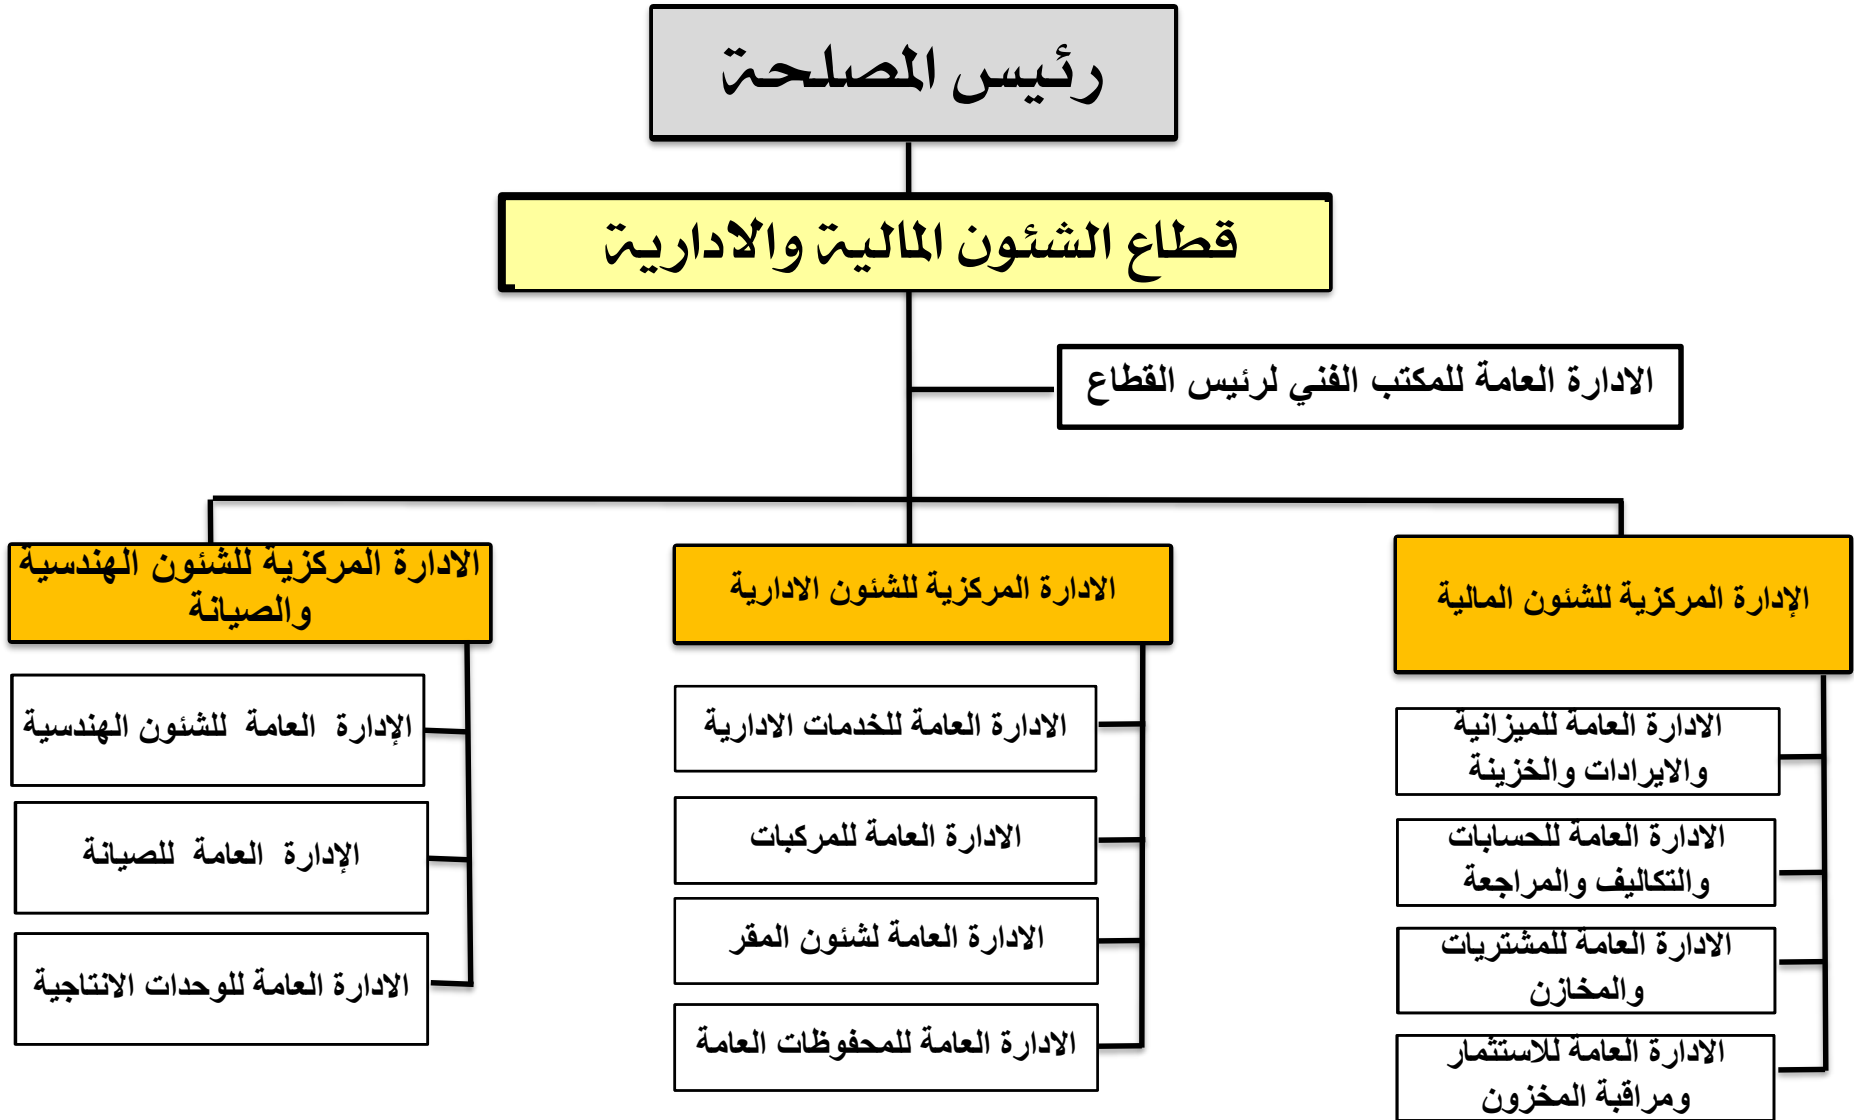 رئيس المصلحة
قطاع الشئون المالية والادارية
الادارة العامة للمكتب الفني لرئيس القطاع
الإدارة المركزية للشئون المالية
الادارة العامة للميزانية
والايرادات والخزينة
الادارة العامة للحسابات
والتكاليف والمراجعة
الادارة العامة للمشتريات
والمخازن
الادارة العامة للاستثمار
ومراقبة المخزون
الادارة المركزية للشئون الادارية
الادارة العامة للخدمات الادارية
الادارة العامة للمركبات
الادارة العامة لشئون المقر
الادارة العامة للمحفوظات العامة
الادارة المركزية للشئون الهندسية
والصيانة
الإدارة العامة للشئون الهندسية
الإدارة العامة للصيانة
الادارة العامة للوحدات الانتاجية